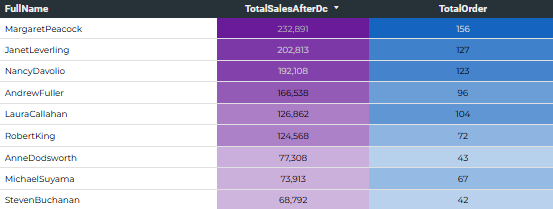 FullName TotalSalesAfterDc TotalOrder
MargaretPeacock 232,891 156
JanetLeverling 202,813 127
NancyDavolio 192,108 123
AndrewFuller 166,538 96
LauraCallahan 126,862 104
RobertKing 124,568 72
AnneDodsworth 77,308 43
MichaelSuyama 73,913 67
StevenBuchanan 68,792 42